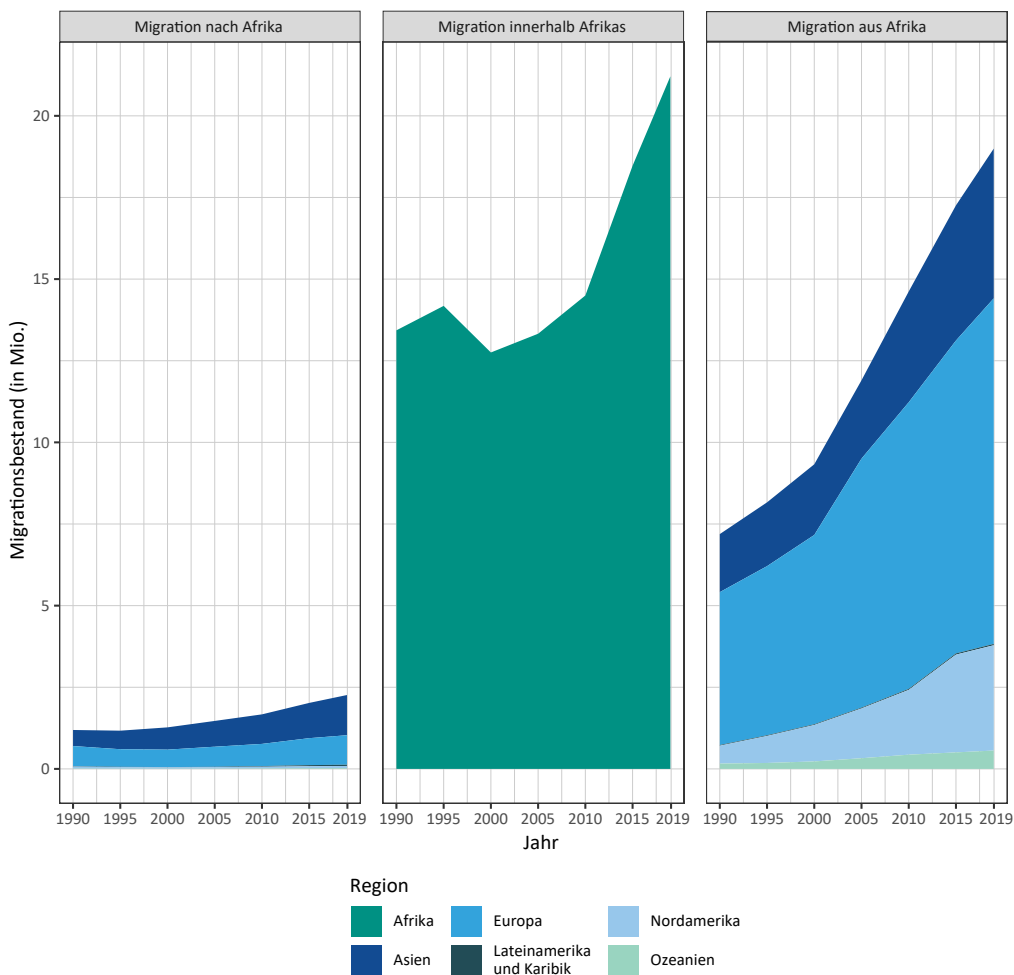 Migration nach Afrika
Migration innerhalb Afrikas
Migration aus Afrika
Migrationsbestand (in Mio.)
20
15
10
5
0
1990 1995 2000 2005 2010 2015 2019
1990 1995 2000 2005 2010 2015 2019
1990 1995 2000 2005 2010 2015 2019
Jahr
Region
Afrika
Europa
Nordamerika
Asien
Lateinamerika
und Karibik
Ozeanien